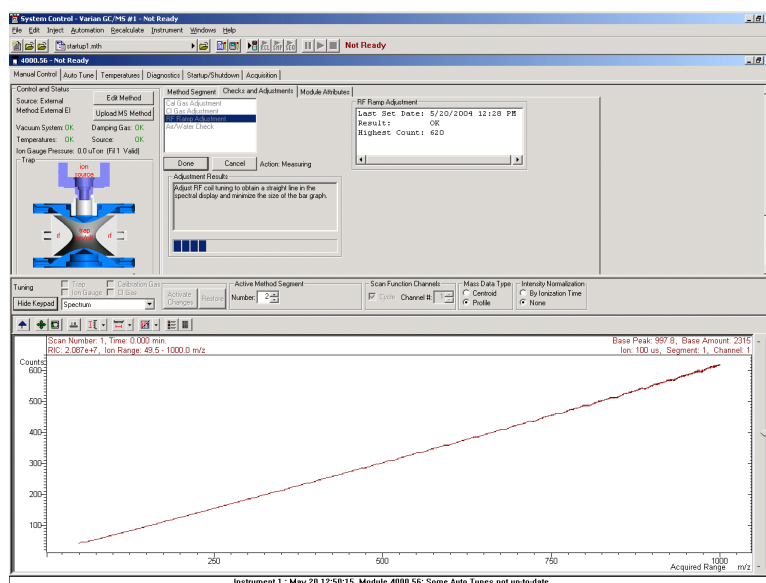 System Control - Varian GC/MS #1 - Not Ready
File Edit Inject Automation Recalculate Instrument Windows Help
startup1.mth Not Ready
4000.56 - Not Ready
Manual Control Auto Tune Temperatures Diagnostics Startup/Shutdown Acquisition
Control and Status
Source: External
Method: External EI
Edit Method
Upload MS Method
Vacuum System: OK Damping Gas: OK
Temperatures: OK Source: OK
Ion Gauge Pressure: 0.0 uTorr (Fil 1 Valid)
Trap
ion
source
rf
trap
rf
Method Segment Checks and Adjustments Module Attributes
Cal Gas Adjustment
CI Gas Adjustment
RF Ramp Adjustment
Air/Water Check
Done Cancel Action: Measuring
Adjustment Results
Adjust RF coil tuning to obtain a straight line in the
spectral display and minimize the size of the bar graph.
RF Ramp Adjustment
Last Set Date: 5/20/2004 12:28 PM
Result: OK
Highest Count: 620
Tuning
Trap Calibration Gas
Ion Gauge CI Gas
Hide Keypad Spectrum
Activate
Changes
Restore
Active Method Segment
Number: 2
Scan Function Channels
Cycle Channel #: 1
Mass Data Type
Centroid
Profile
Intensity Normalization
By Ionization Time
None
Scan Number: 1, Time: 0.000 min.
RIC: 2.087e+7, Ion Range: 49.5 - 1000.0 m/z
Base Peak: 997.8, Base Amount: 2315
Ion: 100 us, Segment: 1, Channel: 1
Counts
600
500
400
300
200
100
250 500 750 1000
Acquired Range m/z
Instrument 1 : May 20 12:50:15 Module 4000.56: Some Auto Tunes not up-to-date